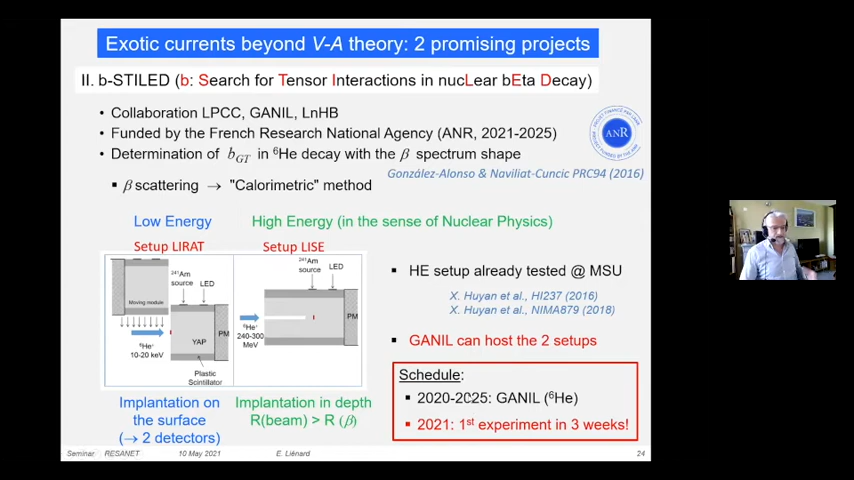 Exotic currents beyond V-A theory: 2 promising projects
II. b-STILED (b: Search for Tensor Interactions in nucLear bEta Decay)
• Collaboration LPCC, GANIL, LnHB
• Funded by the French Research National Agency (ANR, 2021-2025)
• Determination of bGT in ⁶He decay with the β spectrum shape
González-Alonso & Naviliat-Cuncic PRC94 (2016)
▪ β scattering → "Calorimetric" method
ANR
Low Energy
High Energy (in the sense of Nuclear Physics)
Setup LIRAT
Setup LISE
²⁴¹Am
source
LED
Moving module
⁶He⁺
10-20 keV
YAP
PM
Plastic
Scintillator
²⁴¹Am
source
LED
⁶He⁺
240-300
MeV
PM
Implantation on
the surface
(→ 2 detectors)
Implantation in depth
R(beam) > R (β)
▪ HE setup already tested @ MSU
X. Huyan et al., HI237 (2016)
X. Huyan et al., NIMA879 (2018)
▪ GANIL can host the 2 setups
Schedule:
▪ 2020-2025: GANIL (⁶He)
▪ 2021: 1st experiment in 3 weeks!
Seminar RESANET 10 May 2021 E. Liénard 24